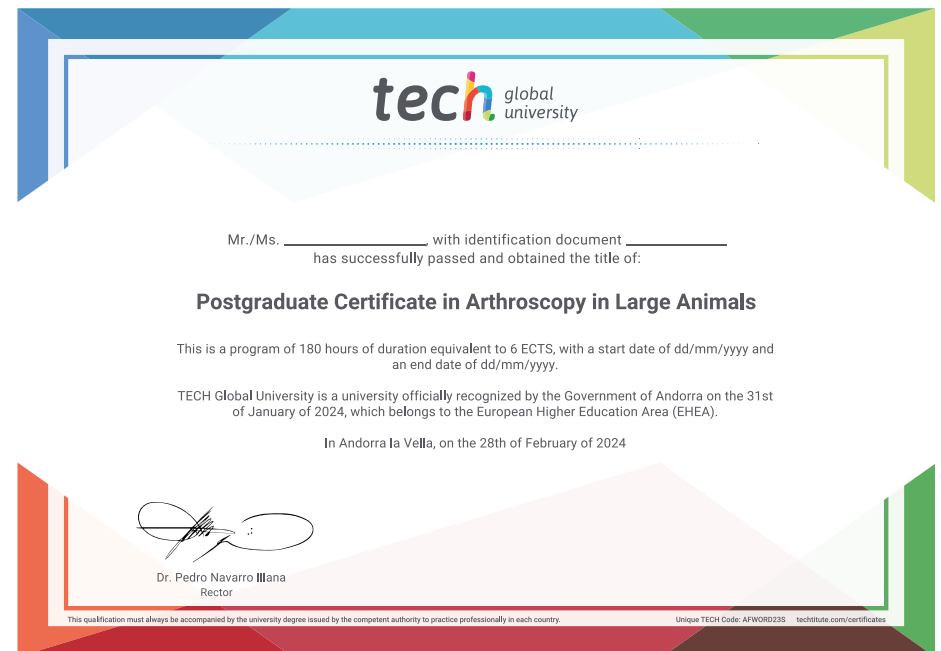 tech global university
Mr./Ms. ____________________, with identification document ______________
has successfully passed and obtained the title of:
Postgraduate Certificate in Arthroscopy in Large Animals
This is a program of 180 hours of duration equivalent to 6 ECTS, with a start date of dd/mm/yyyy and
an end date of dd/mm/yyyy.
TECH Global University is a university officially recognized by the Government of Andorra on the 31st
of January of 2024, which belongs to the European Higher Education Area (EHEA).
In Andorra la Vella, on the 28th of February of 2024
Dr. Pedro Navarro Illana
Rector
This qualification must always be accompanied by the university degree issued by the competent authority to practice professionally in each country.
Unique TECH Code: AFWORD23S techtitute.com/certificates